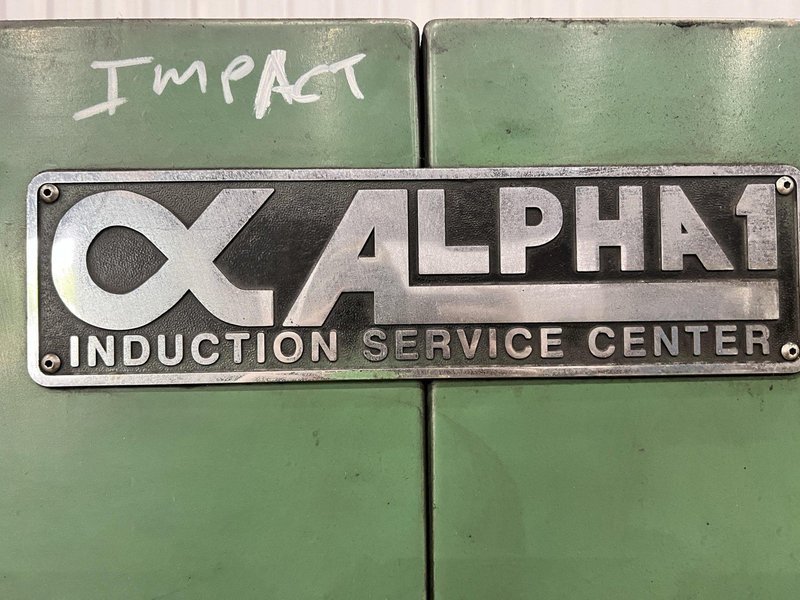 IMPACT
α ALPHA1
INDUCTION SERVICE CENTER